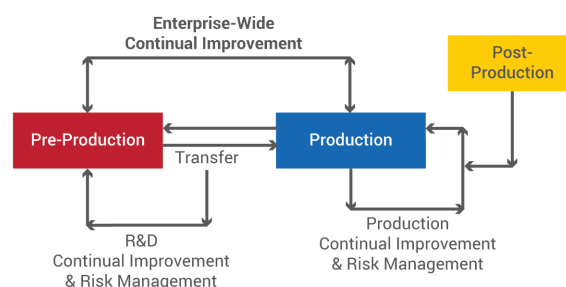 Enterprise-Wide
Continual Improvement
Post-
Production
Pre-Production
Production
Transfer
R&D
Continual Improvement
& Risk Management
Production
Continual Improvement
& Risk Management